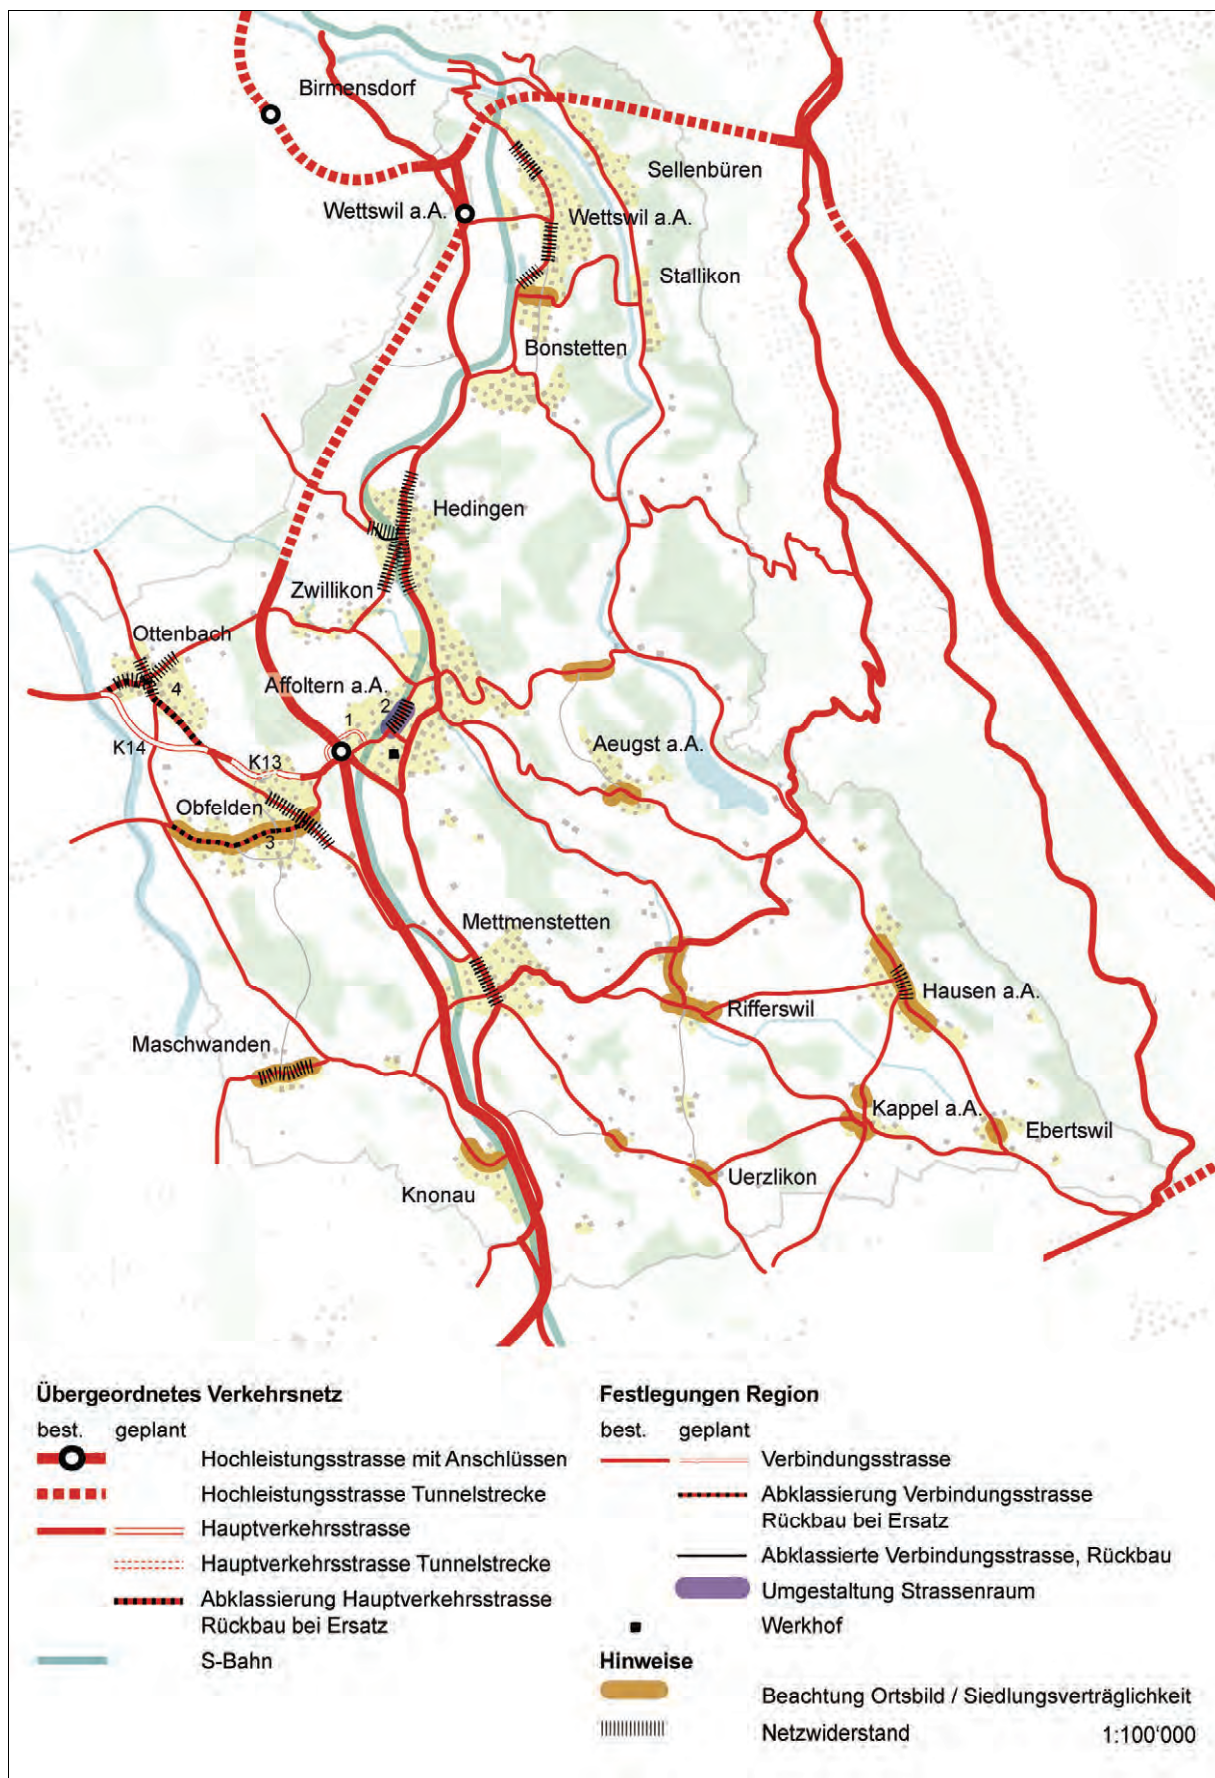 Birmensdorf
Sellenbüren
Wettswil a.A.
Wettswil a.A.
Stallikon
Bonstetten
Hedingen
Zwillikon
Ottenbach
4
Affoltern a.A.
1
2
K14
K13
Aeugst a.A.
Obfelden
3
Mettmenstetten
Hausen a.A.
Rifferswil
Maschwanden
Kappel a.A.
Ebertswil
Uerzlikon
Knonau
Übergeordnetes Verkehrsnetz
best. geplant
Hochleistungsstrasse mit Anschlüssen
Hochleistungsstrasse Tunnelstrecke
Hauptverkehrsstrasse
Hauptverkehrsstrasse Tunnelstrecke
Abklassierung Hauptverkehrsstrasse
Rückbau bei Ersatz
S-Bahn
Festlegungen Region
best. geplant
Verbindungsstrasse
Abklassierung Verbindungsstrasse
Rückbau bei Ersatz
Abklassierte Verbindungsstrasse, Rückbau
Umgestaltung Strassenraum
Werkhof
Hinweise
Beachtung Ortsbild / Siedlungsverträglichkeit
Netzwiderstand
1:100'000